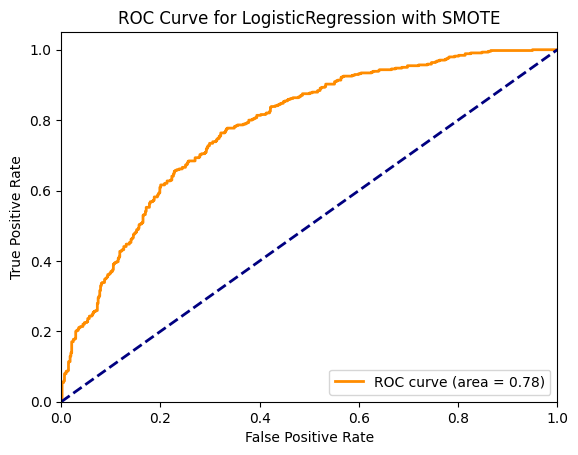 ROC Curve for LogisticRegression with SMOTE
1.0
0.8
0.6
0.4
0.2
0.0
True Positive Rate
ROC curve (area = 0.78)
0.0 0.2 0.4 0.6 0.8 1.0
False Positive Rate